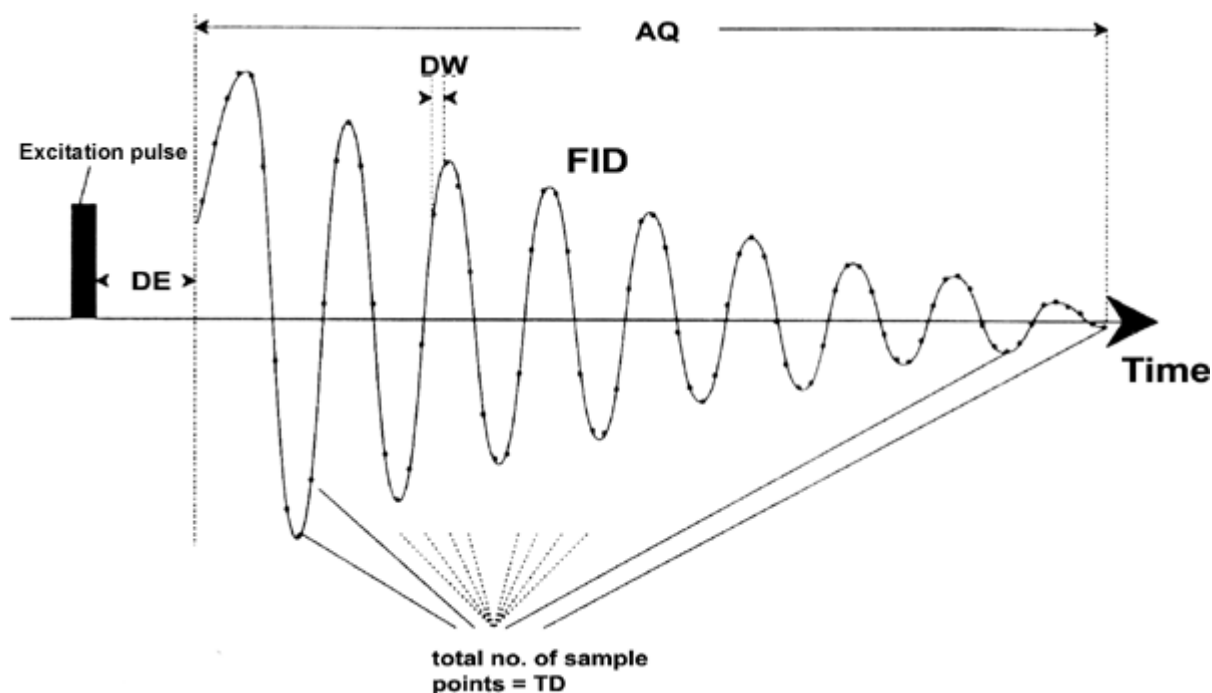 AQ
DW
FID
Excitation pulse
DE
Time
total no. of sample
points = TD